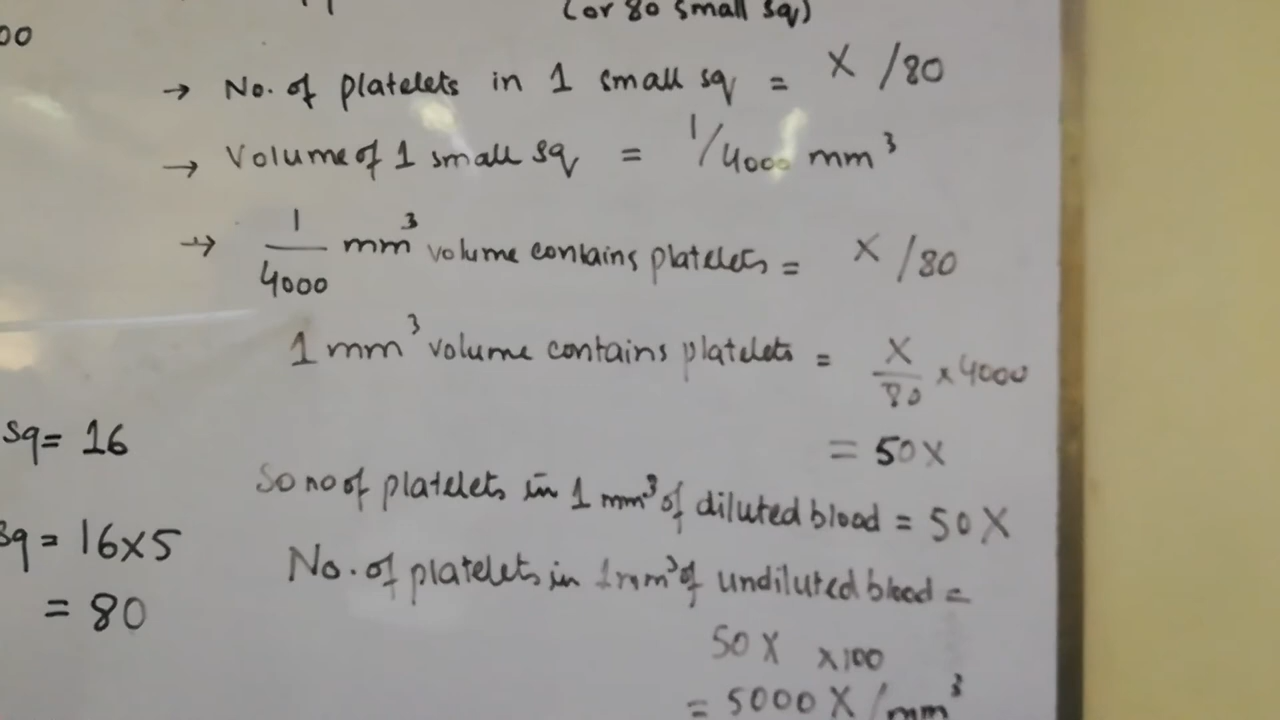 (or 80 small sq)
00
→ No. of platelets in 1 small sq = X /80
→ Volume of 1 small sq = 1/4000 mm³
→ 1/4000 mm³ volume contains platelets = X /80
1 mm³ volume contains platelets = X/80 × 4000
= 50X
sq = 16
So no of platelets in 1 mm³ of diluted blood = 50X
sq = 16x5
= 80
No. of platelets in 1 mm³ of undiluted blood =
50X x100
= 5000 X /mm³